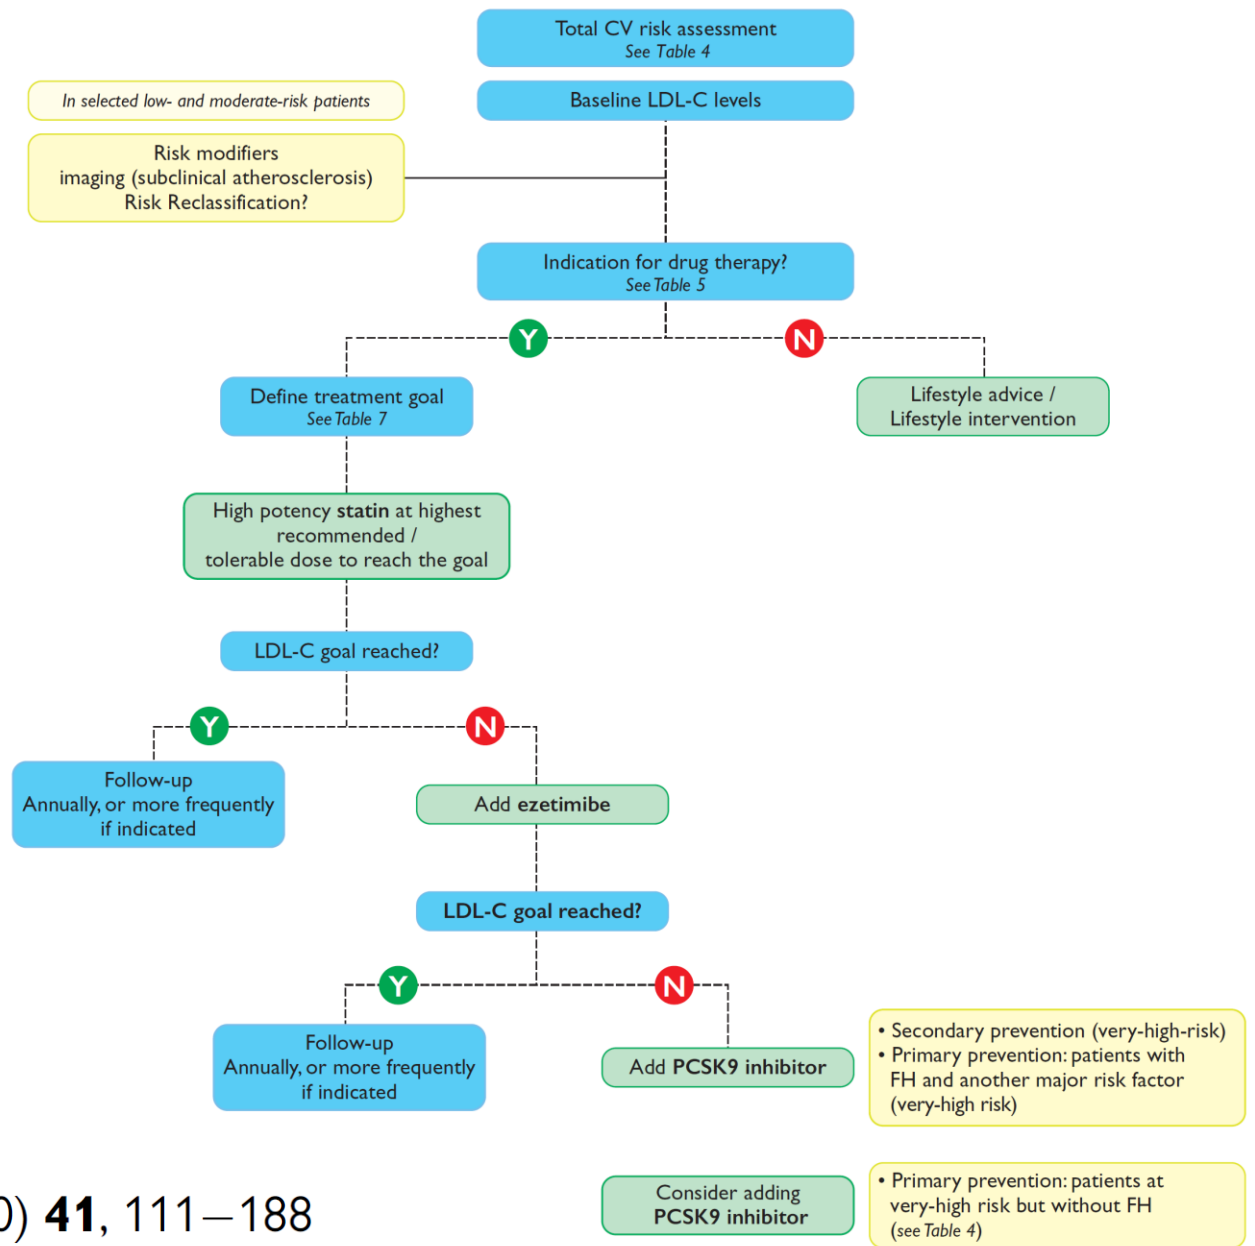 Total CV risk assessment
See Table 4
In selected low- and moderate-risk patients
Baseline LDL-C levels
Risk modifiers
imaging (subclinical atherosclerosis)
Risk Reclassification?
Indication for drug therapy?
See Table 5
Y
N
Define treatment goal
See Table 7
Lifestyle advice /
Lifestyle intervention
High potency statin at highest
recommended /
tolerable dose to reach the goal
LDL-C goal reached?
Y
N
Follow-up
Annually, or more frequently
if indicated
Add ezetimibe
LDL-C goal reached?
Y
N
Follow-up
Annually, or more frequently
if indicated
Add PCSK9 inhibitor
• Secondary prevention (very-high-risk)
• Primary prevention: patients with
FH and another major risk factor
(very-high risk)
Consider adding
PCSK9 inhibitor
• Primary prevention: patients at
very-high risk but without FH
(see Table 4)
0) 41, 111–188